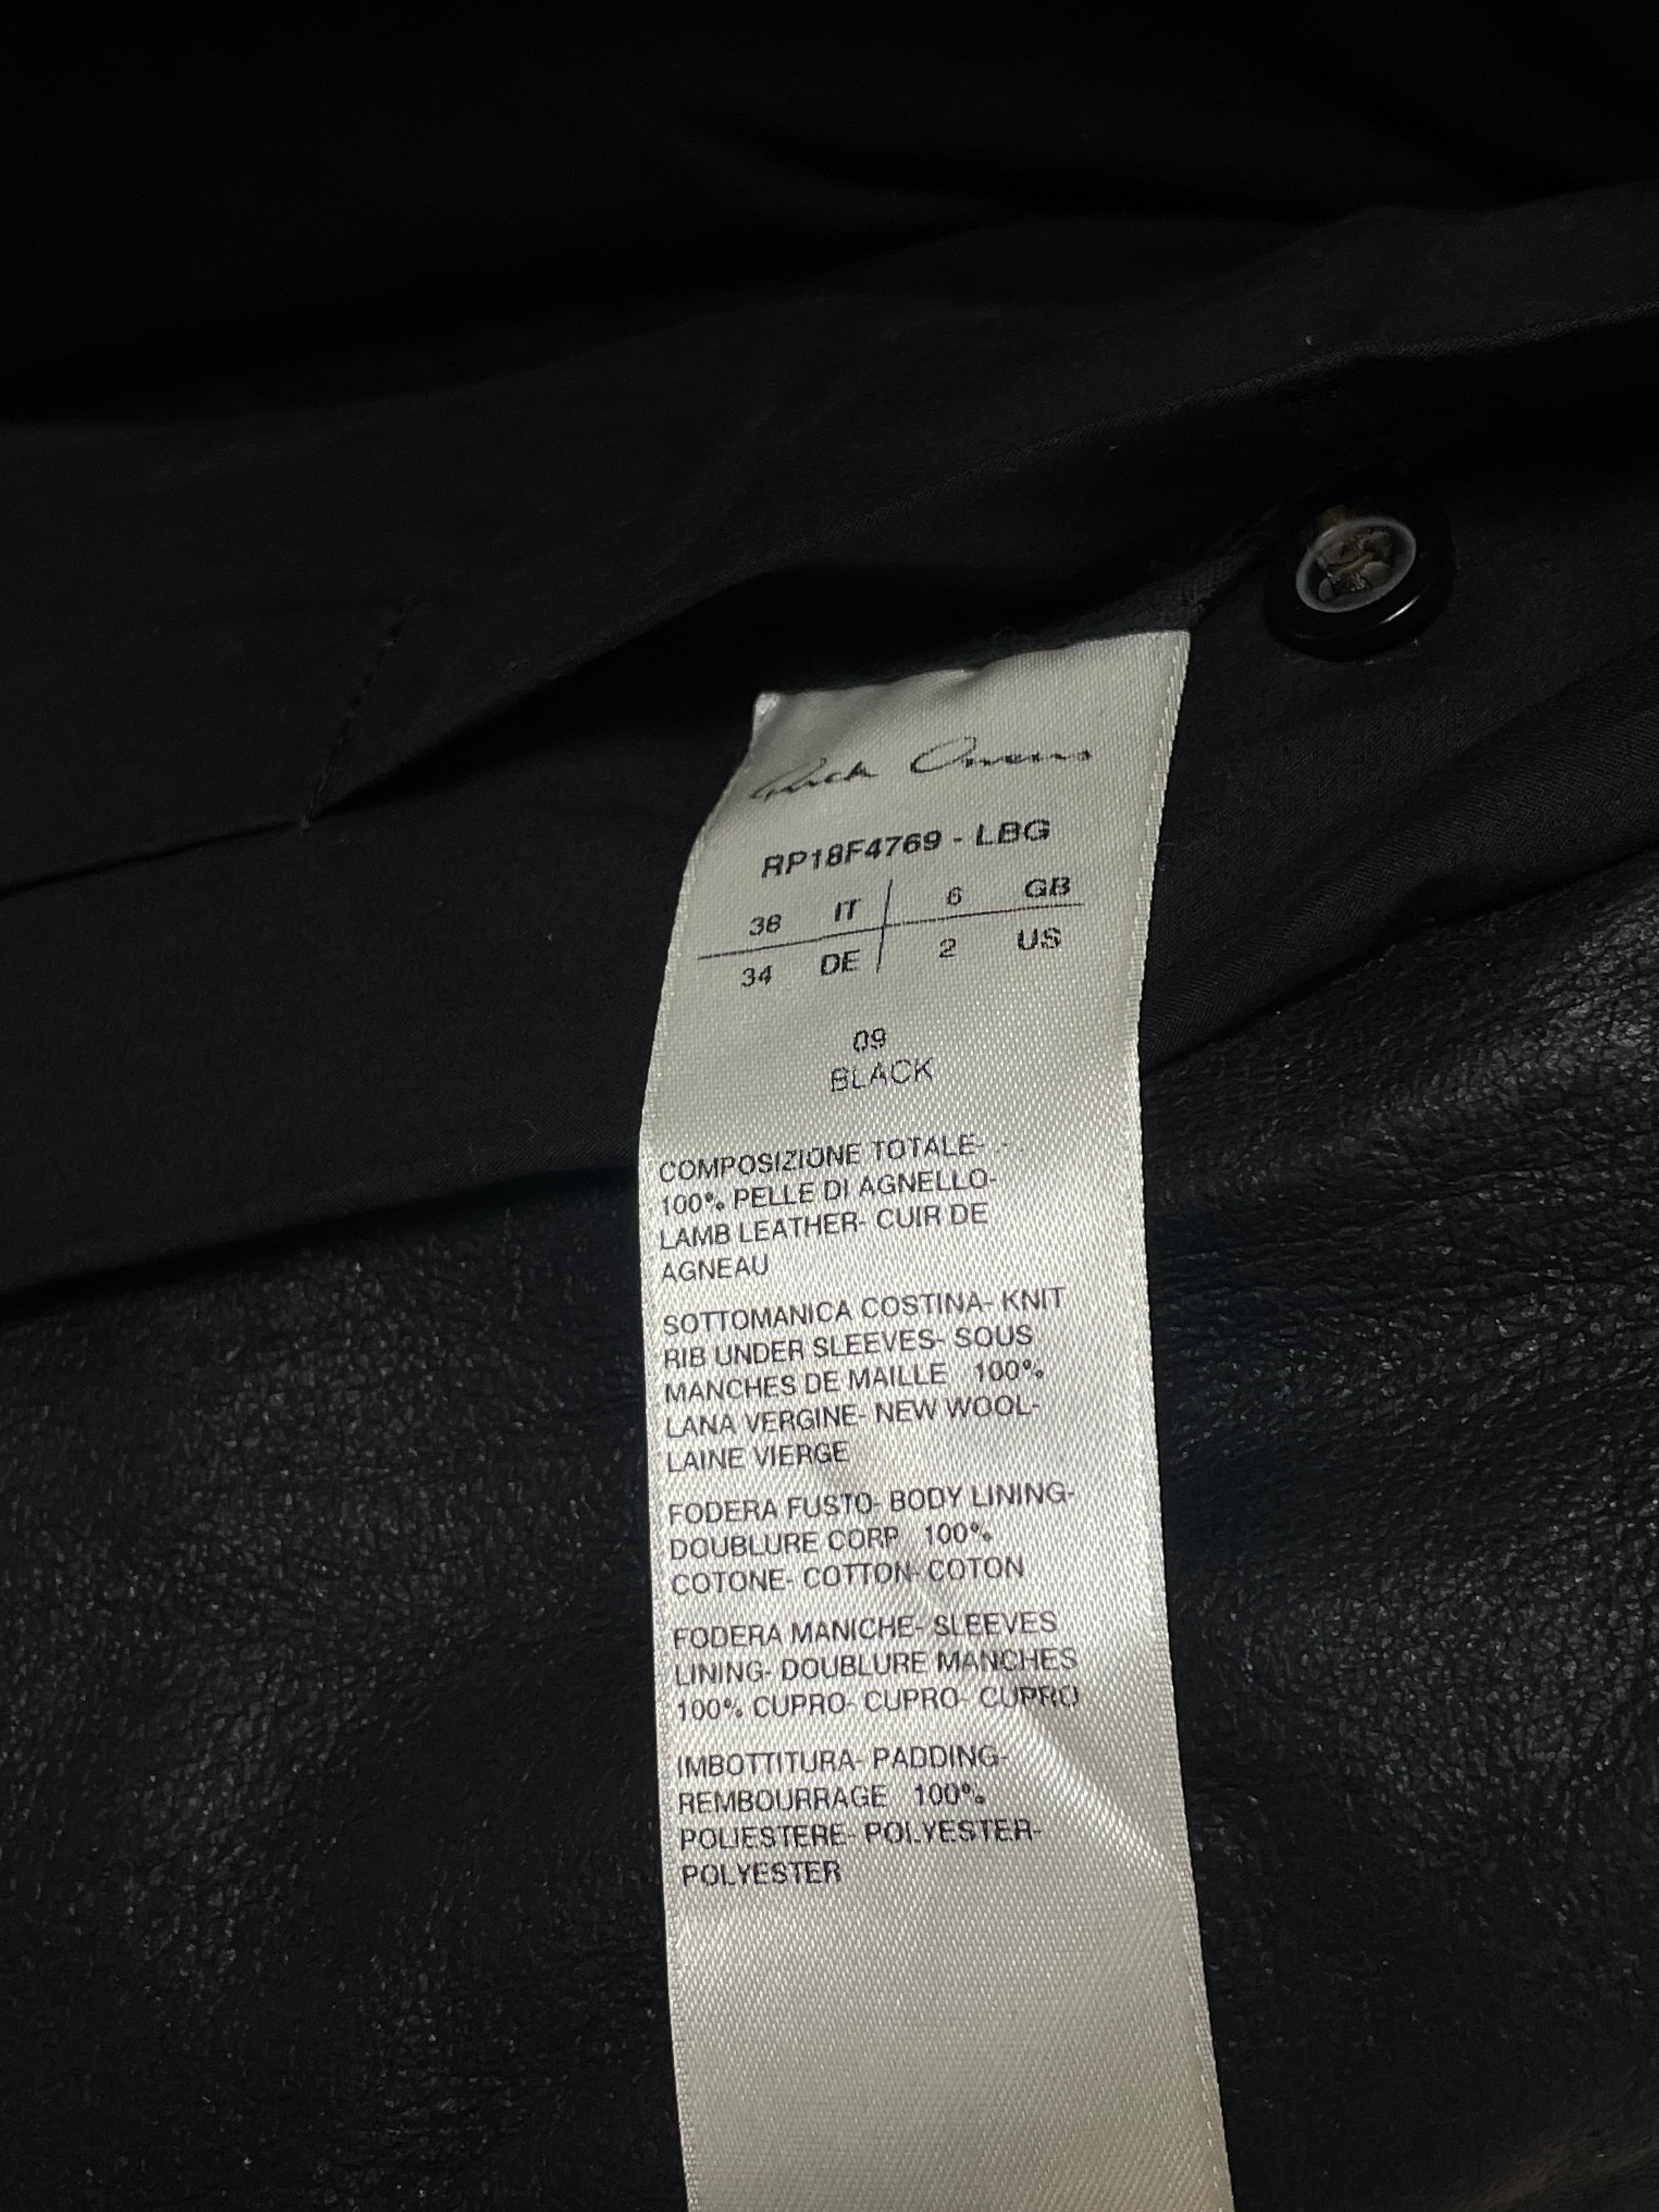 Rick Owens
RP18F4769 - LBG
38 IT 6 GB
34 DE 2 US
09
BLACK
COMPOSIZIONE TOTALE-
100% PELLE DI AGNELLO-
LAMB LEATHER- CUIR DE
AGNEAU
SOTTOMANICA COSTINA- KNIT
RIB UNDER SLEEVES- SOUS
MANCHES DE MAILLE 100%
LANA VERGINE- NEW WOOL-
LAINE VIERGE
FODERA FUSTO- BODY LINING-
DOUBLURE CORP 100%
COTONE- COTTON- COTON
FODERA MANICHE- SLEEVES
LINING- DOUBLURE MANCHES
100% CUPRO- CUPRO- CUPRO
IMBOTTITURA- PADDING-
REMBOURRAGE 100%
POLIESTERE- POLYESTER-
POLYESTER